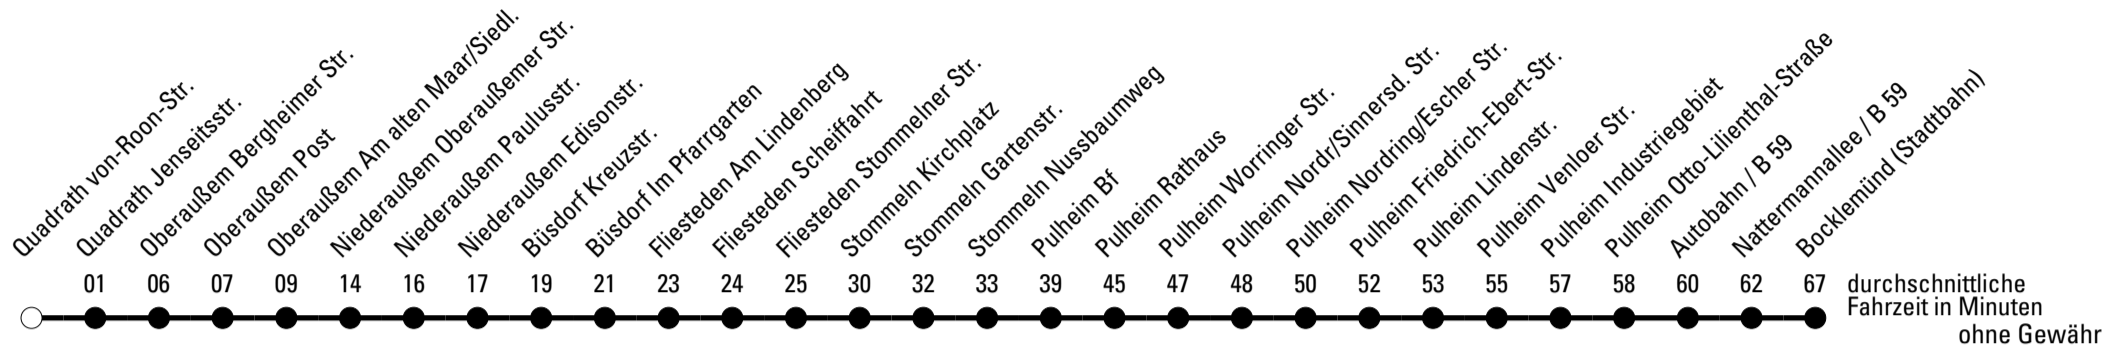 Quadrath von-Roon-Str.
Quadrath Jenseitsstr.
Oberaußem Bergheimer Str.
Oberaußem Post
Oberaußem Am alten Maar/Siedl.
Niederaußem Oberaußemer Str.
Niederaußem Paulusstr.
Niederaußem Edisonstr.
Büsdorf Kreuzstr.
Büsdorf Im Pfarrgarten
Fliesteden Am Lindenberg
Fliesteden Scheiffahrt
Fliesteden Stommelner Str.
Stommeln Kirchplatz
Stommeln Gartenstr.
Stommeln Nussbaumweg
Pulheim Bf
Pulheim Rathaus
Pulheim Worringer Str.
Pulheim Nordr/Sinnersd. Str.
Pulheim Nordring/Escher Str.
Pulheim Friedrich-Ebert-Str.
Pulheim Lindenstr.
Pulheim Venloer Str.
Pulheim Industriegebiet
Pulheim Otto-Lilienthal-Straße
Autobahn / B 59
Nattermannallee / B 59
Bocklemünd (Stadtbahn)
01 06 07 09 14 16 17 19 21 23 24 25 30 32 33 39 45 47 48 50 52 53 55 57 58 60 62 67 durchschnittliche
Fahrzeit in Minuten
ohne Gewähr